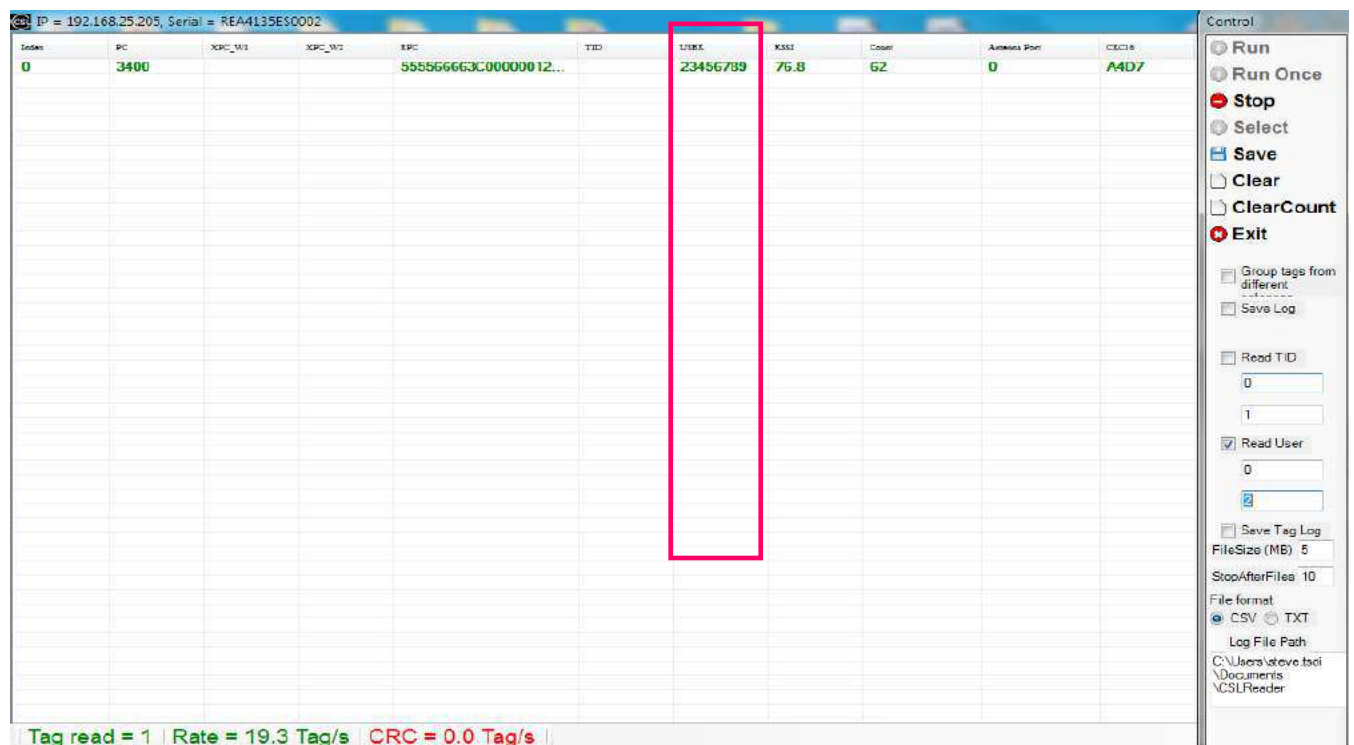 CSL IP = 192.168.25.205, Serial = REA4135ES0002
Index PC XPC_W1 XPC_W2 EPC TID USER RSSI Count Antenna Port CRC16
0 3400 555566663C00000012... 23456789 76.8 62 0 A4D7
Tag read = 1 | Rate = 19.3 Tag/s | CRC = 0.0 Tag/s |
Control
Run
Run Once
Stop
Select
Save
Clear
ClearCount
Exit
Group tags from
different
Save Log
Read TID
0
1
Read User
0
2
Save Tag Log
FileSize (MB) 5
StopAfterFiles 10
File format
CSV TXT
Log File Path
C:\Users\steve.tsoi
\Documents
\CSLReader